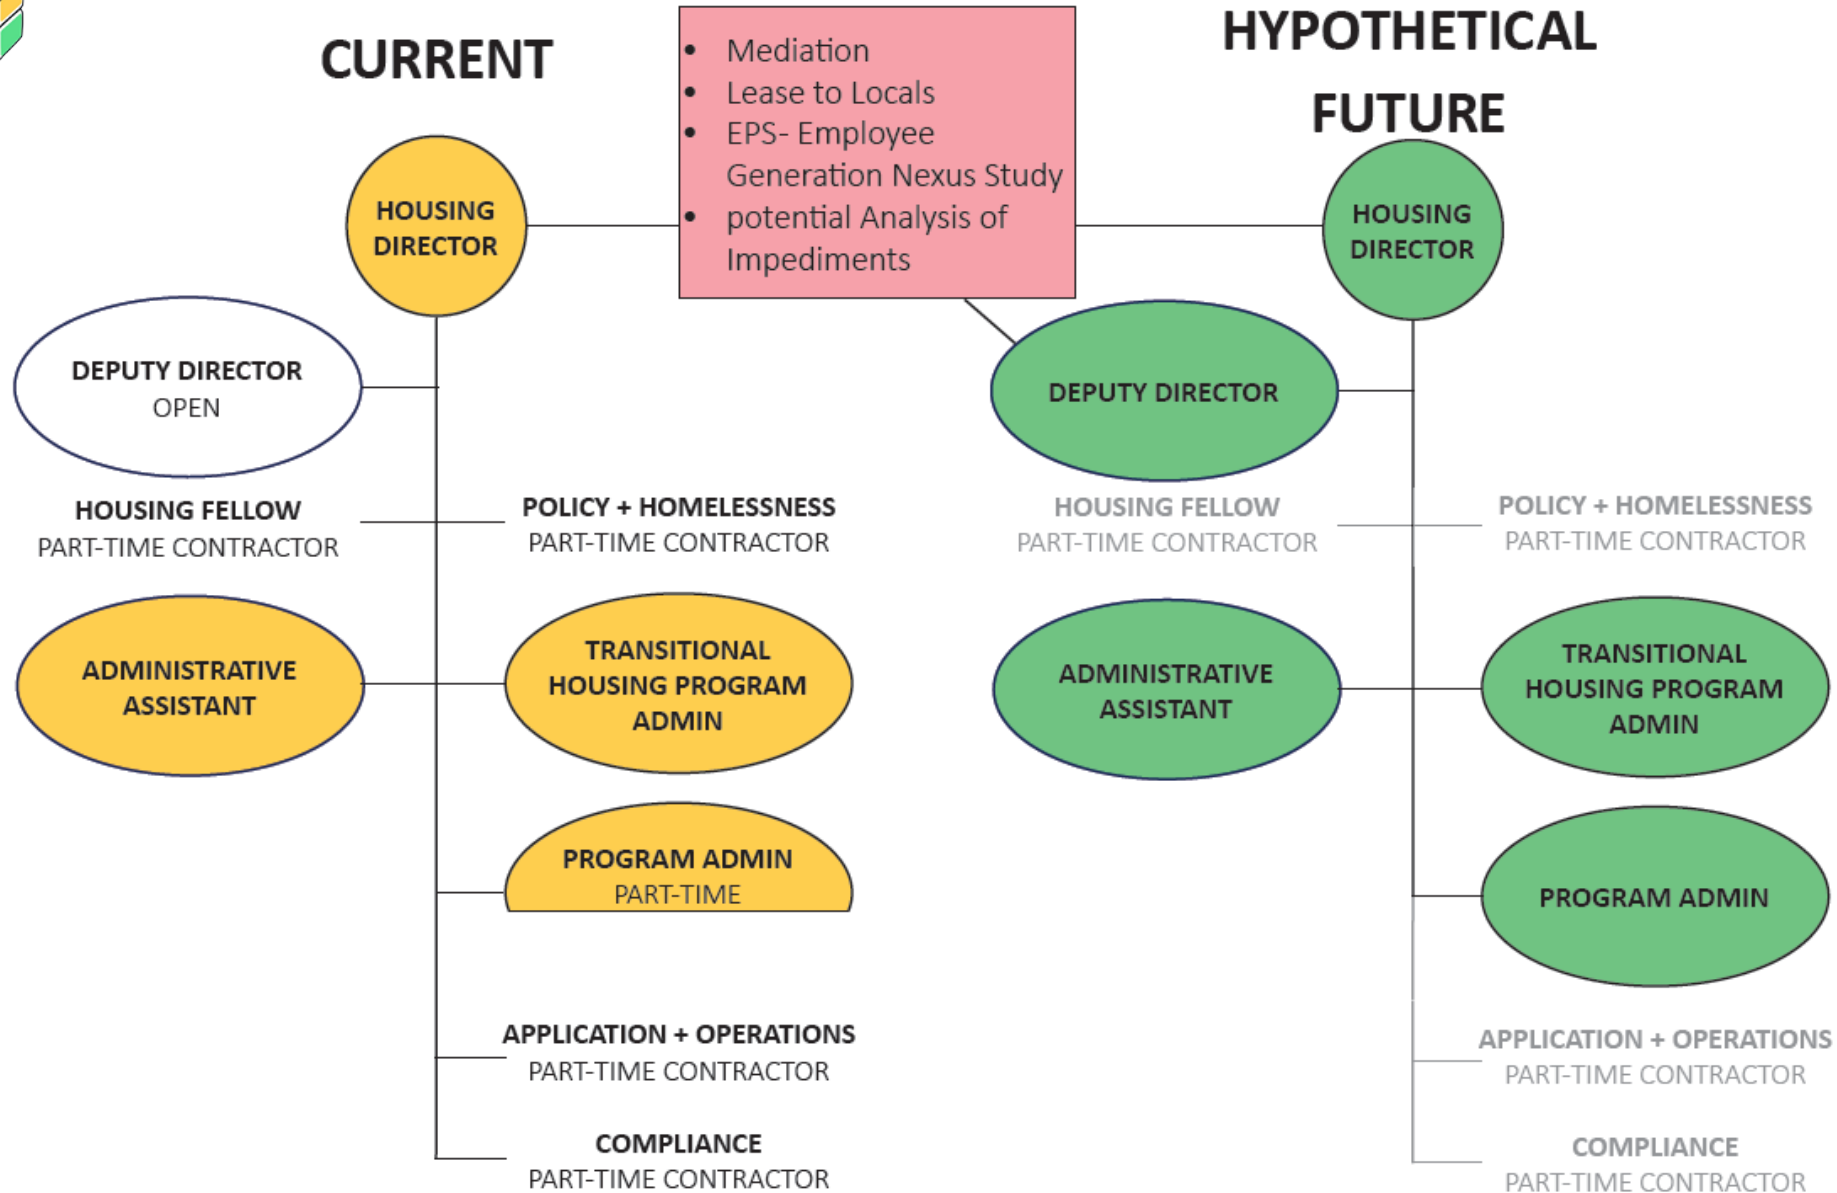 CURRENT
HOUSING
DIRECTOR
DEPUTY DIRECTOR
OPEN
HOUSING FELLOW
PART-TIME CONTRACTOR
POLICY + HOMELESSNESS
PART-TIME CONTRACTOR
ADMINISTRATIVE
ASSISTANT
TRANSITIONAL
HOUSING PROGRAM
ADMIN
PROGRAM ADMIN
PART-TIME
APPLICATION + OPERATIONS
PART-TIME CONTRACTOR
COMPLIANCE
PART-TIME CONTRACTOR
• Mediation
• Lease to Locals
• EPS- Employee
Generation Nexus Study
• potential Analysis of
Impediments
HYPOTHETICAL
FUTURE
HOUSING
DIRECTOR
DEPUTY DIRECTOR
HOUSING FELLOW
PART-TIME CONTRACTOR
POLICY + HOMELESSNESS
PART-TIME CONTRACTOR
ADMINISTRATIVE
ASSISTANT
TRANSITIONAL
HOUSING PROGRAM
ADMIN
PROGRAM ADMIN
APPLICATION + OPERATIONS
PART-TIME CONTRACTOR
COMPLIANCE
PART-TIME CONTRACTOR